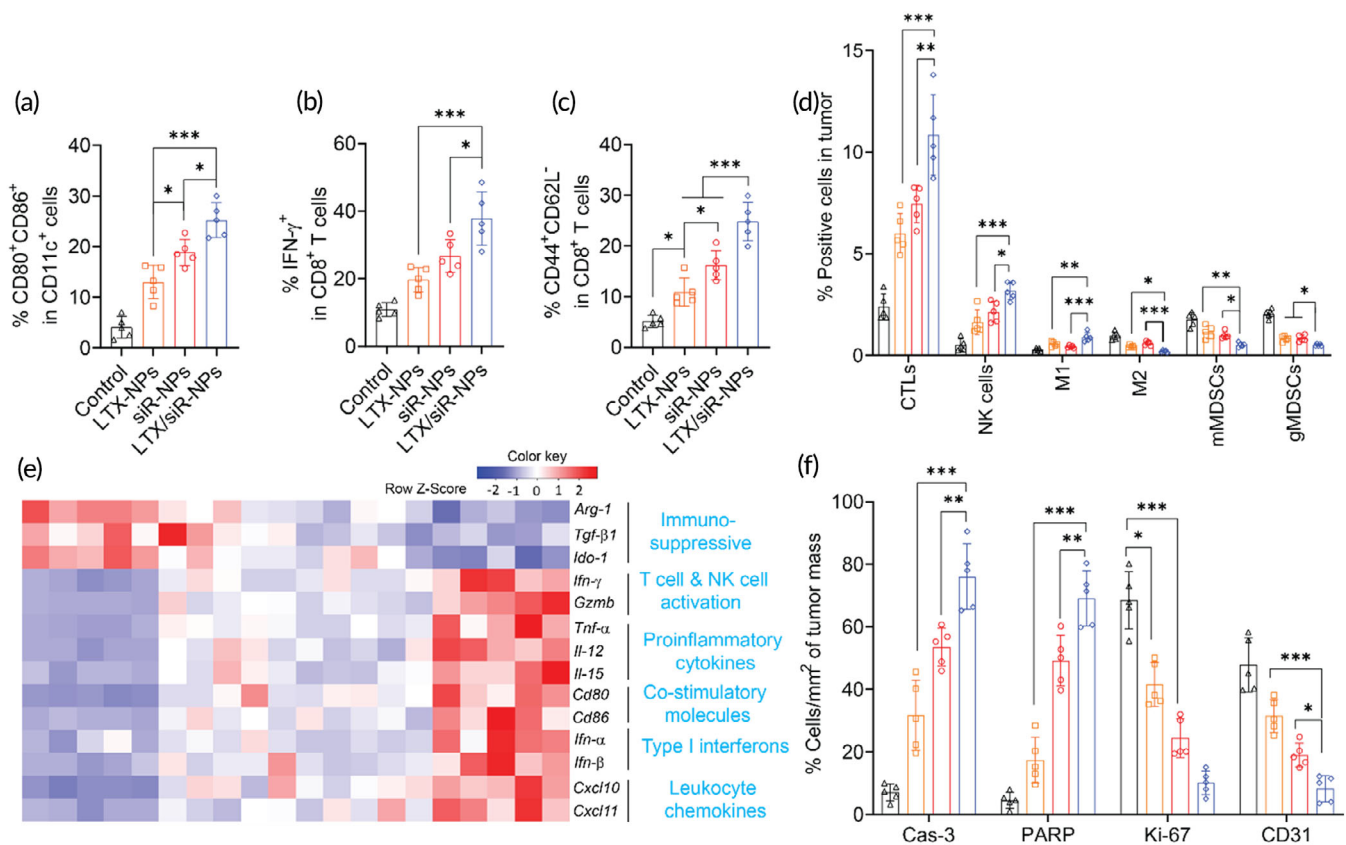 (a)
% CD80⁺CD86⁺
in CD11c⁺ cells
40
30
20
10
0
***
*
*
Control
LTX-NPs
siR-NPs
LTX/siR-NPs
(b)
% IFN-γ⁺
in CD8⁺ T cells
60
40
20
0
***
*
Control
LTX-NPs
siR-NPs
LTX/siR-NPs
(c)
% CD44⁺CD62L⁻
in CD8⁺ T cells
40
30
20
10
0
***
*
*
Control
LTX-NPs
siR-NPs
LTX/siR-NPs
(d)
% Positive cells in tumor
15
10
5
0
***
**
***
*
**
***
*
***
**
*
*
CTLs
NK cells
M1
M2
mMDSCs
gMDSCs
(e)
Color key
Row Z-Score
-2 -1 0 1 2
Arg-1
Tgf-β1
Ido-1
Ifn-γ
Gzmb
Tnf-α
Il-12
Il-15
Cd80
Cd86
Ifn-α
Ifn-β
Cxcl10
Cxcl11
Immuno-
suppressive
T cell & NK cell
activation
Proinflammatory
cytokines
Co-stimulatory
molecules
Type I interferons
Leukocyte
chemokines
(f)
% Cells/mm² of tumor mass
100
80
60
40
20
0
***
**
***
**
***
*
***
*
Cas-3
PARP
Ki-67
CD31